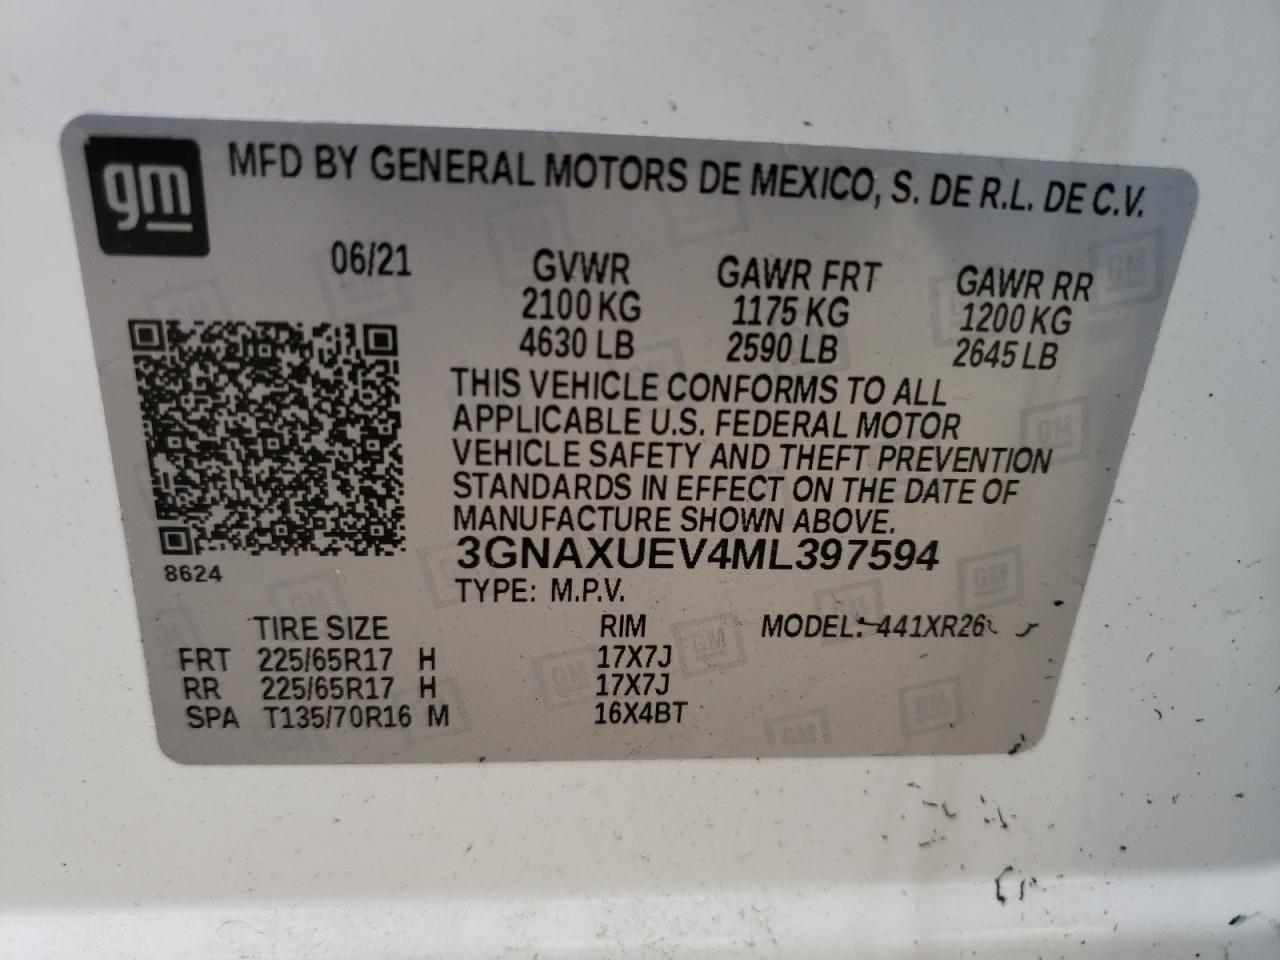 gm MFD BY GENERAL MOTORS DE MEXICO, S. DE R.L. DE C.V.
06/21 GVWR GAWR FRT GAWR RR
2100 KG 1175 KG 1200 KG
4630 LB 2590 LB 2645 LB
THIS VEHICLE CONFORMS TO ALL
APPLICABLE U.S. FEDERAL MOTOR
VEHICLE SAFETY AND THEFT PREVENTION
STANDARDS IN EFFECT ON THE DATE OF
MANUFACTURE SHOWN ABOVE.
3GNAXUEV4ML397594
8624
TYPE: M.P.V.
TIRE SIZE RIM MODEL: 441XR26
FRT 225/65R17 H 17X7J
RR 225/65R17 H 17X7J
SPA T135/70R16 M 16X4BT